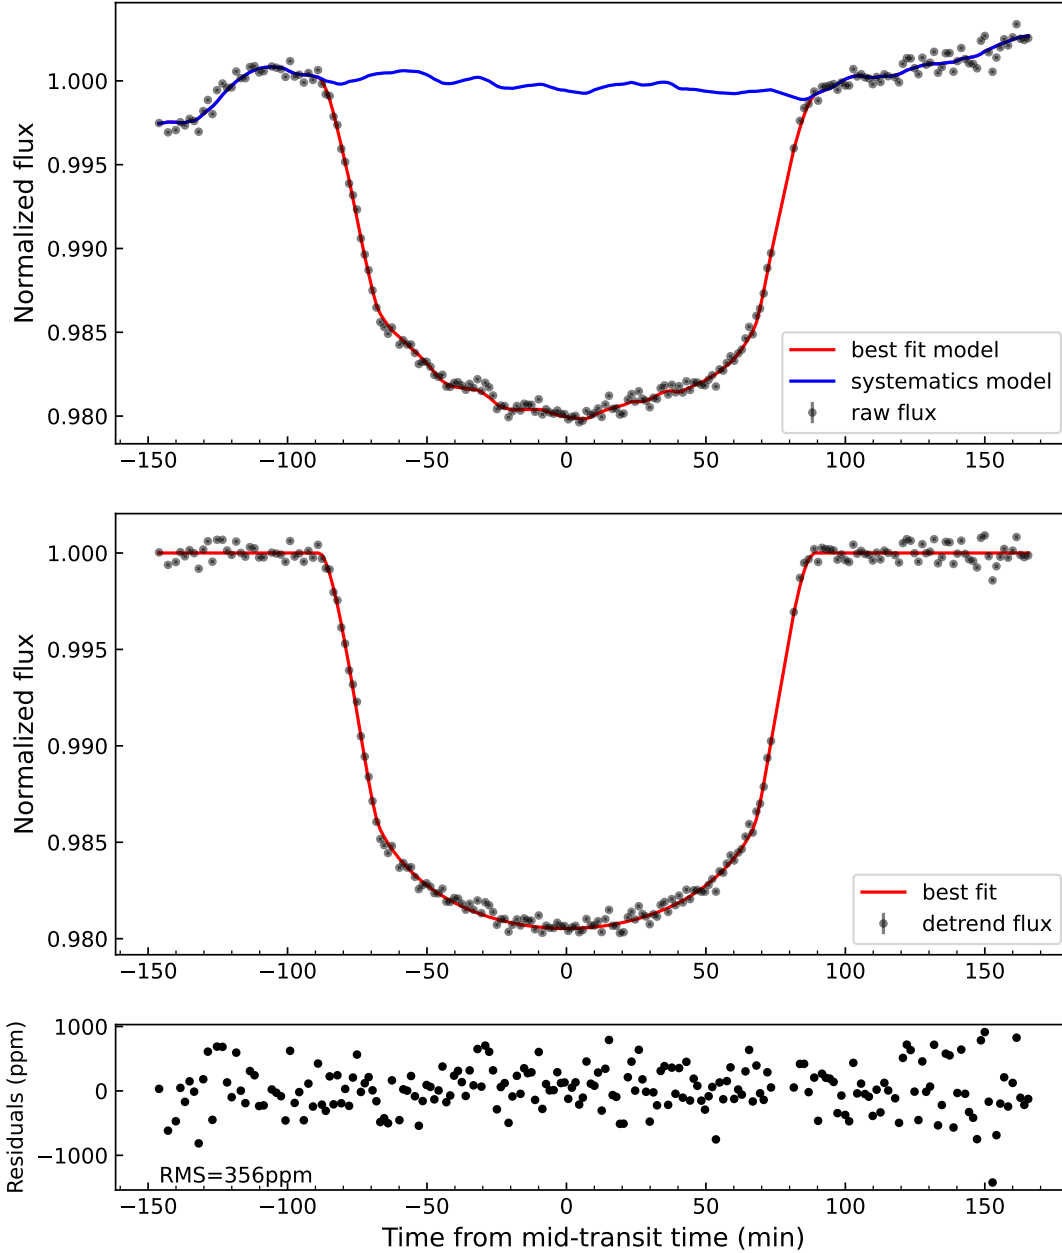 Normalized flux
1.000
0.995
0.990
0.985
0.980
best fit model
systematics model
raw flux
−150 −100 −50 0 50 100 150
Normalized flux
1.000
0.995
0.990
0.985
0.980
best fit
detrend flux
−150 −100 −50 0 50 100 150
Residuals (ppm)
1000
0
−1000
RMS=356ppm
−150 −100 −50 0 50 100 150
Time from mid-transit time (min)